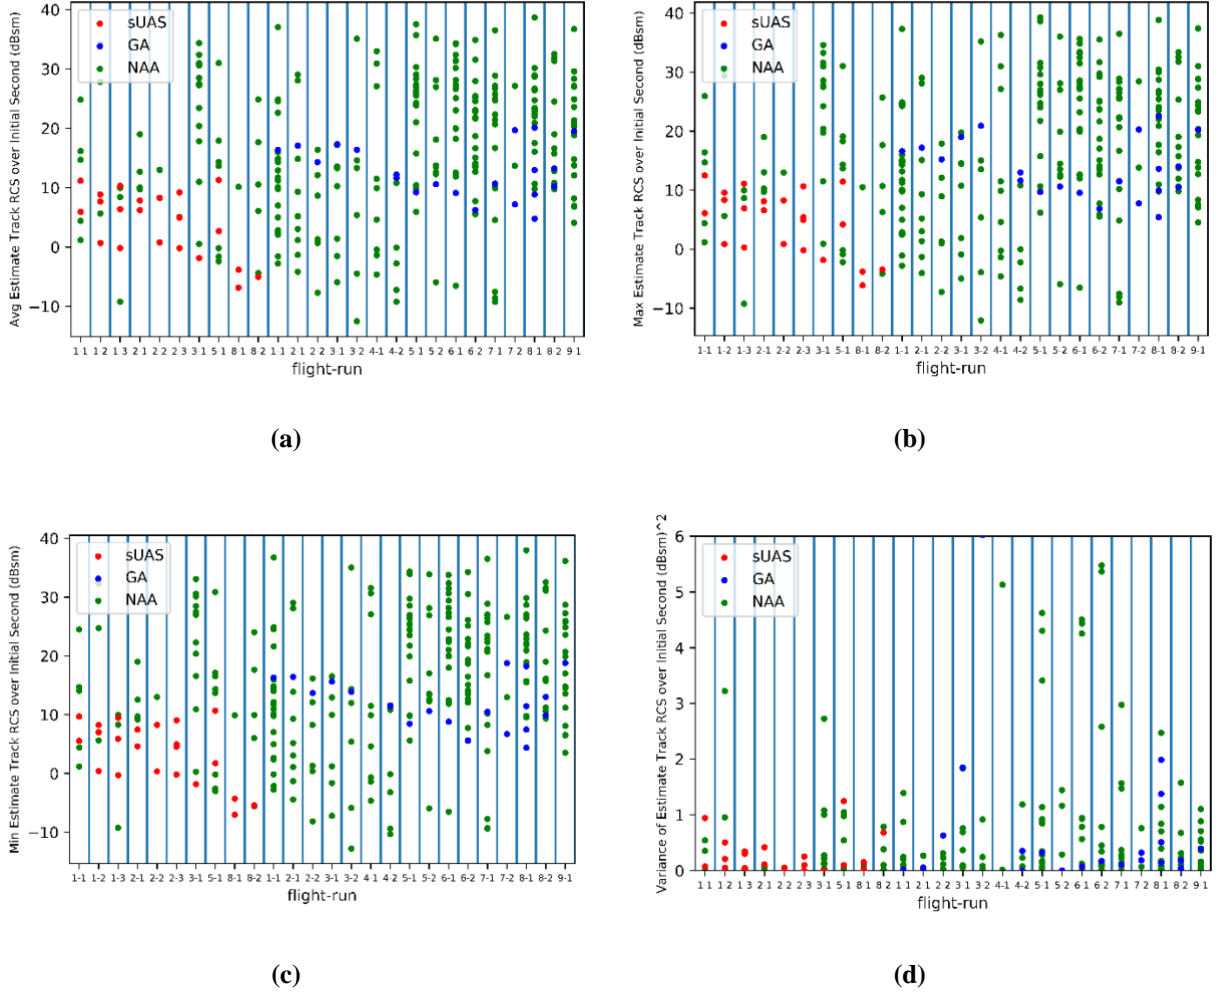 Avg Estimate Track RCS over Initial Second (dBsm)
40
30
20
10
0
−10
sUAS
GA
NAA
1 1 1 2 1-3 2 1 2 2 2 3 3 1 5 1 8 1 8 2 1 1 2 1 2 2 3 1 3-2 4-1 4-2 5 1 5 2 6 1 6 2 7 1 7 2 8 1 8 2 9 1
flight-run
(a)
Max Estimate Track RCS over Initial Second (dBsm)
40
30
20
10
0
−10
sUAS
GA
NAA
1-1 1-2 1-3 2-1 2-2 2-3 3-1 5-1 8-1 8-2 1-1 2-1 2-2 3-1 3-2 4-1 4-2 5-1 5-2 6-1 6-2 7-1 7-2 8-1 8-2 9-1
flight-run
(b)
Min Estimate Track RCS over Initial Second (dBsm)
40
30
20
10
0
−10
sUAS
GA
NAA
1-1 1-2 1-3 2-1 2-2 2-3 3-1 5-1 8-1 8-2 1-1 2-1 2-2 3-1 3-2 4-1 4-2 5-1 5-2 6-1 6-2 7-1 7-2 8-1 8-2 9-1
flight-run
(c)
Variance of Estimate Track RCS over Initial Second (dBsm)^2
6
5
4
3
2
1
0
sUAS
GA
NAA
1 1 1 2 1 3 2 1 2 2 2 3 3 1 5 1 8 1 8 2 1 1 2 1 2 2 3 1 3 2 4 1 4-2 5 1 5 2 6 1 6 2 7 1 7 2 8 1 8 2 9 1
flight-run
(d)